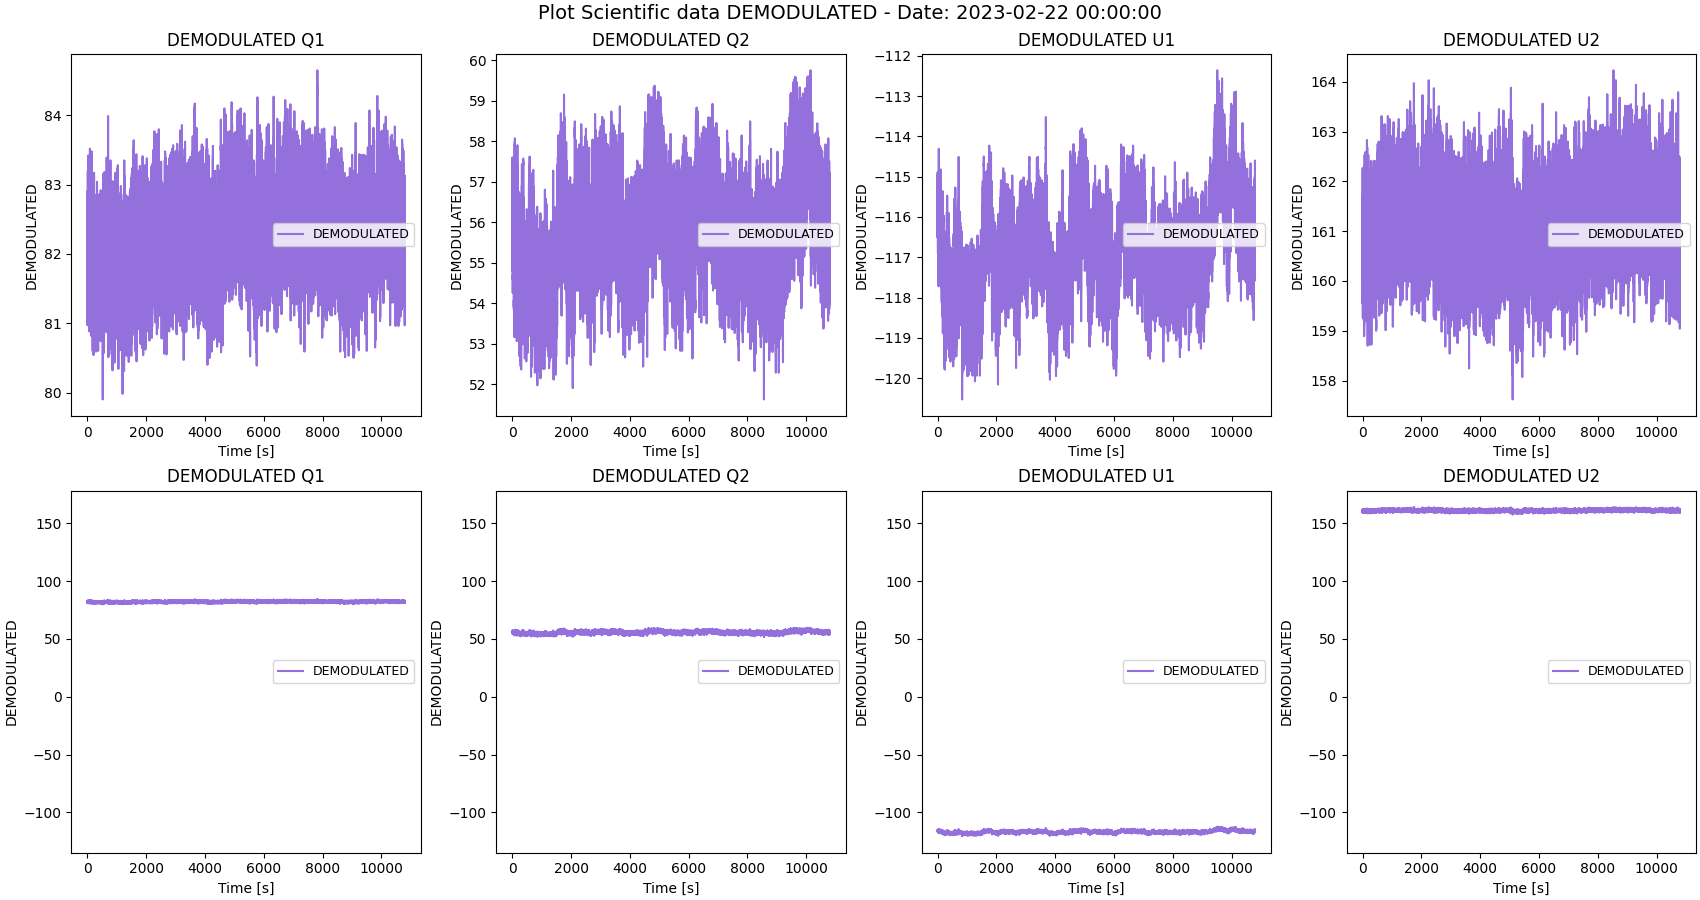 Plot Scientific data DEMODULATED - Date: 2023-02-22 00:00:00
DEMODULATED Q1
DEMODULATED
84
83
82
81
80
DEMODULATED
0 2000 4000 6000 8000 10000
Time [s]
DEMODULATED Q2
DEMODULATED
60
59
58
57
56
55
54
53
52
DEMODULATED
0 2000 4000 6000 8000 10000
Time [s]
DEMODULATED U1
DEMODULATED
−112
−113
−114
−115
−116
−117
−118
−119
−120
DEMODULATED
0 2000 4000 6000 8000 10000
Time [s]
DEMODULATED U2
DEMODULATED
164
163
162
161
160
159
158
DEMODULATED
0 2000 4000 6000 8000 10000
Time [s]
DEMODULATED Q1
DEMODULATED
150
100
50
0
−50
−100
DEMODULATED
0 2000 4000 6000 8000 10000
Time [s]
DEMODULATED Q2
DEMODULATED
150
100
50
0
−50
−100
DEMODULATED
0 2000 4000 6000 8000 10000
Time [s]
DEMODULATED U1
DEMODULATED
150
100
50
0
−50
−100
DEMODULATED
0 2000 4000 6000 8000 10000
Time [s]
DEMODULATED U2
DEMODULATED
150
100
50
0
−50
−100
DEMODULATED
0 2000 4000 6000 8000 10000
Time [s]